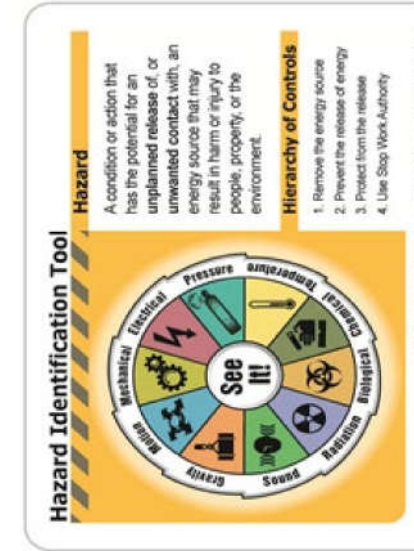 Hazard Identification Tool
Hazard
A condition or action that
has the potential for an
unplanned release of, or
unwanted contact with, an
energy source that may
result in harm or injury to
people, property, or the
environment.
Hierarchy of Controls
1. Remove the energy source
2. Prevent the release of energy
3. Protect from the release
4. Use Stop Work Authority
See
It!
Mechanical
Electrical
Pressure
Temperature
Chemical
Biological
Radiation
Sound
Gravity
Motion